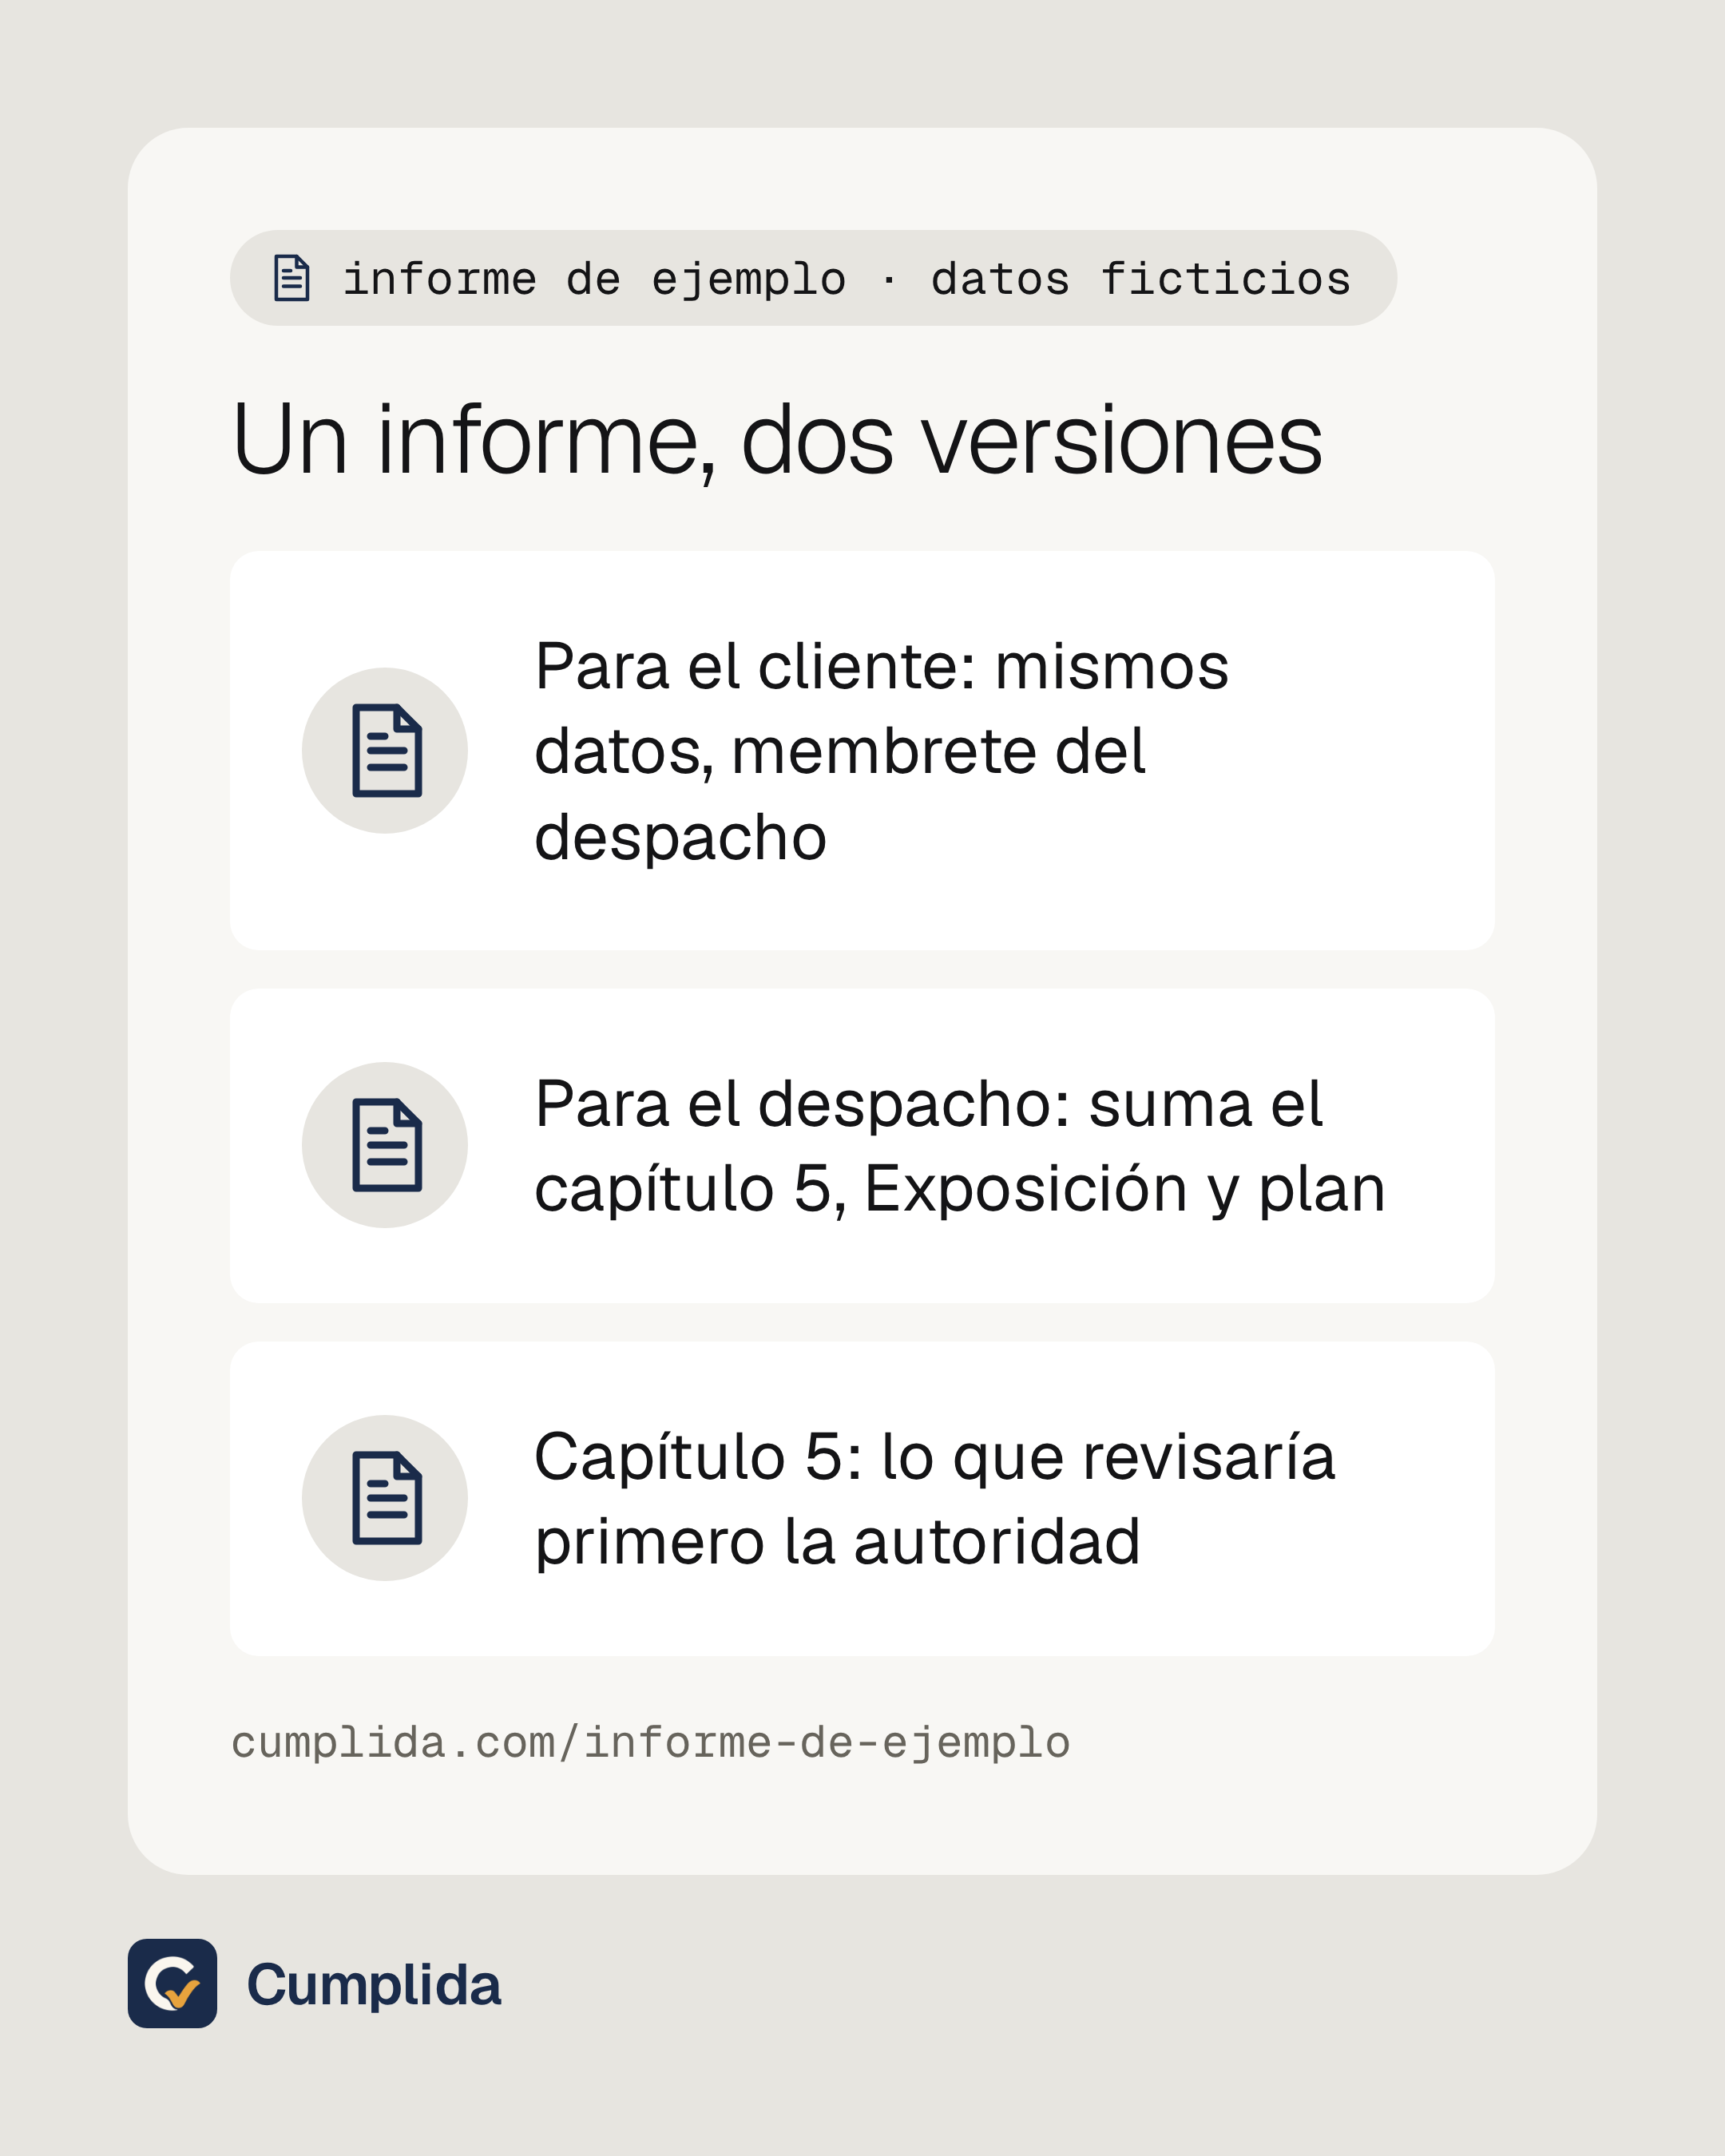 informe de ejemplo · datos ficticios
Un informe, dos versiones
Para el cliente: mismos
datos, membrete del
despacho
Para el despacho: suma el
capítulo 5, Exposición y plan
Capítulo 5: lo que revisaría
primero la autoridad
cumplida.com/informe-de-ejemplo
Cumplida